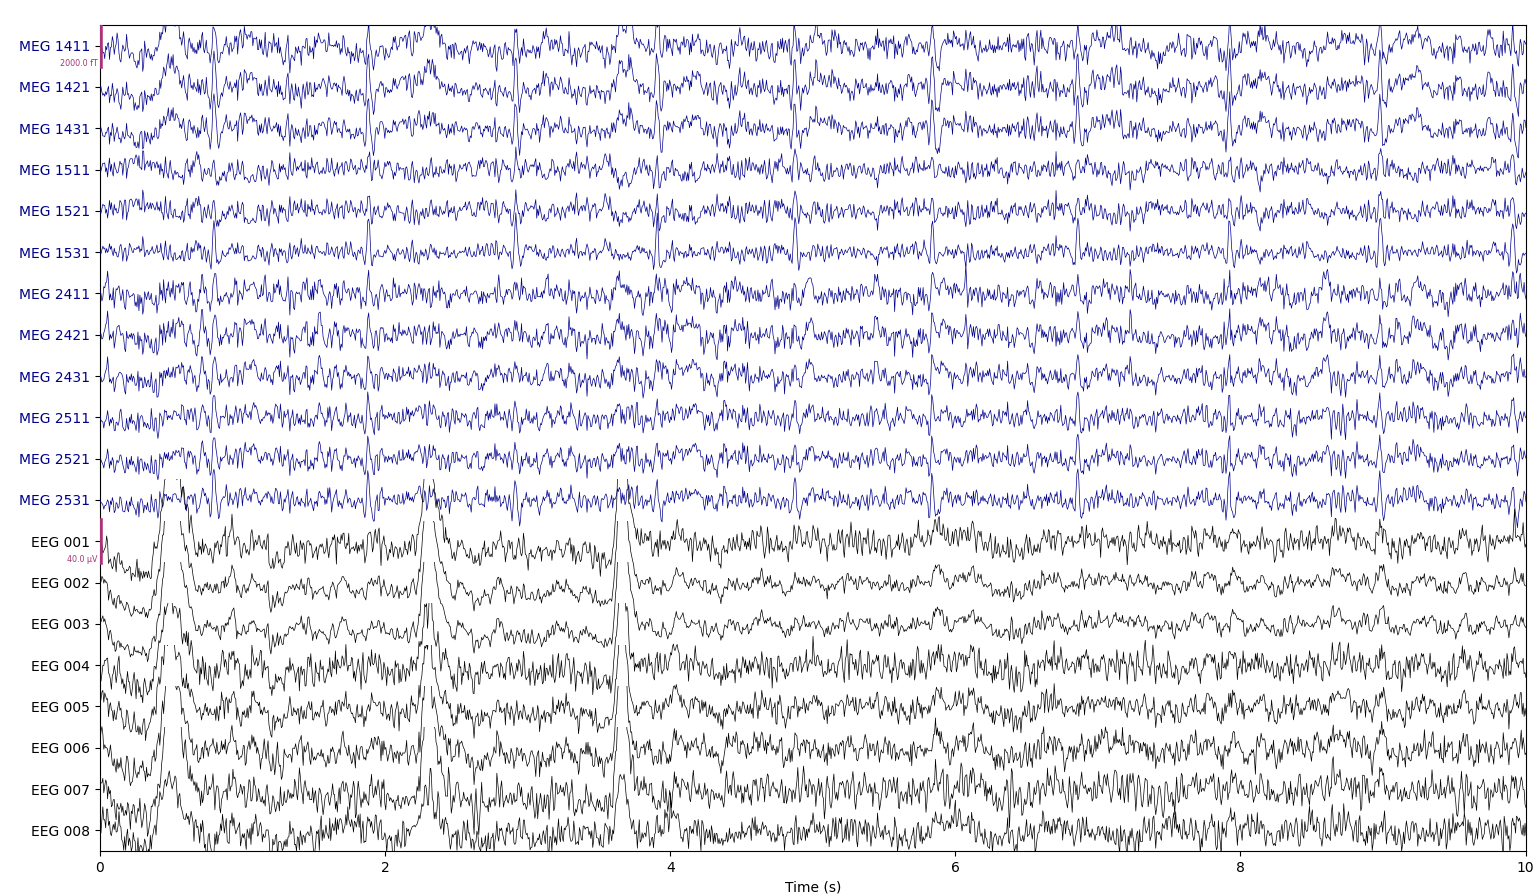 MEG 1411
2000.0 fT
MEG 1421
MEG 1431
MEG 1511
MEG 1521
MEG 1531
MEG 2411
MEG 2421
MEG 2431
MEG 2511
MEG 2521
MEG 2531
EEG 001
40.0 µV
EEG 002
EEG 003
EEG 004
EEG 005
EEG 006
EEG 007
EEG 008
0 2 4 6 8 10
Time (s)